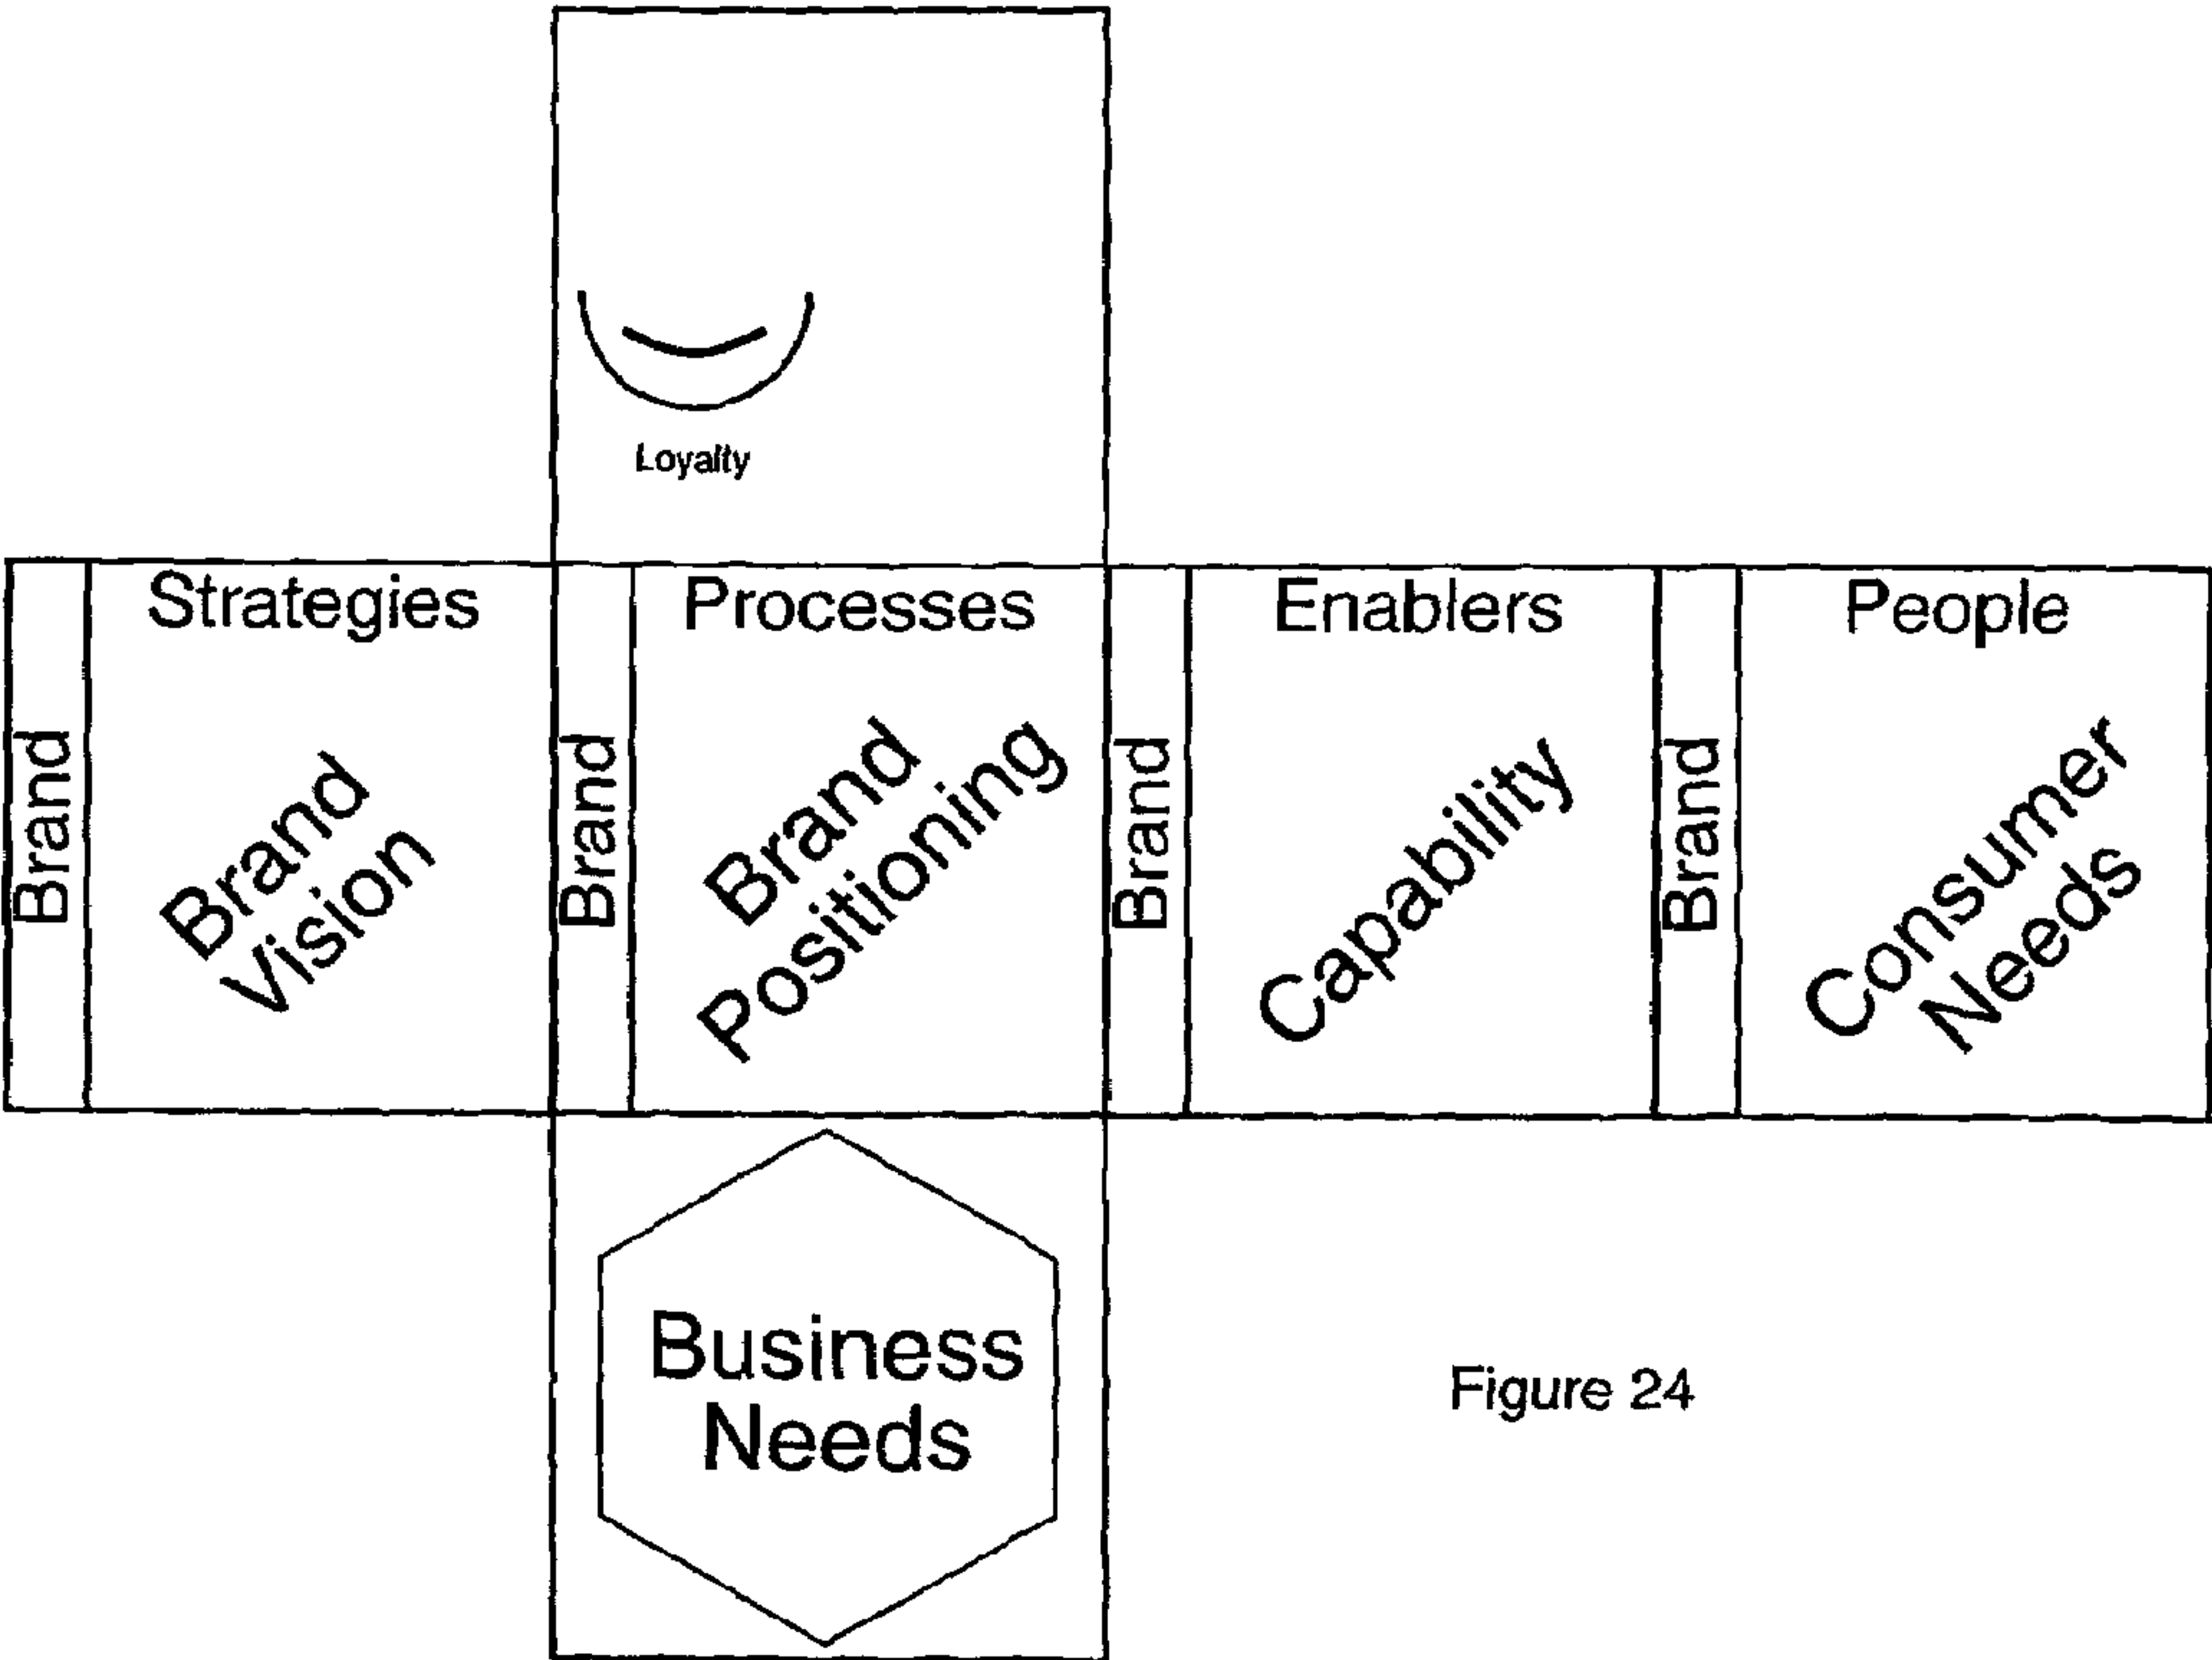 Loyalty
Strategies
Processes
Enablers
People
Brand
Brand
Vision
Brand
Brand
Positioning
Brand
Capability
Brand
Consumer
Needs
Business
Needs
Figure 24